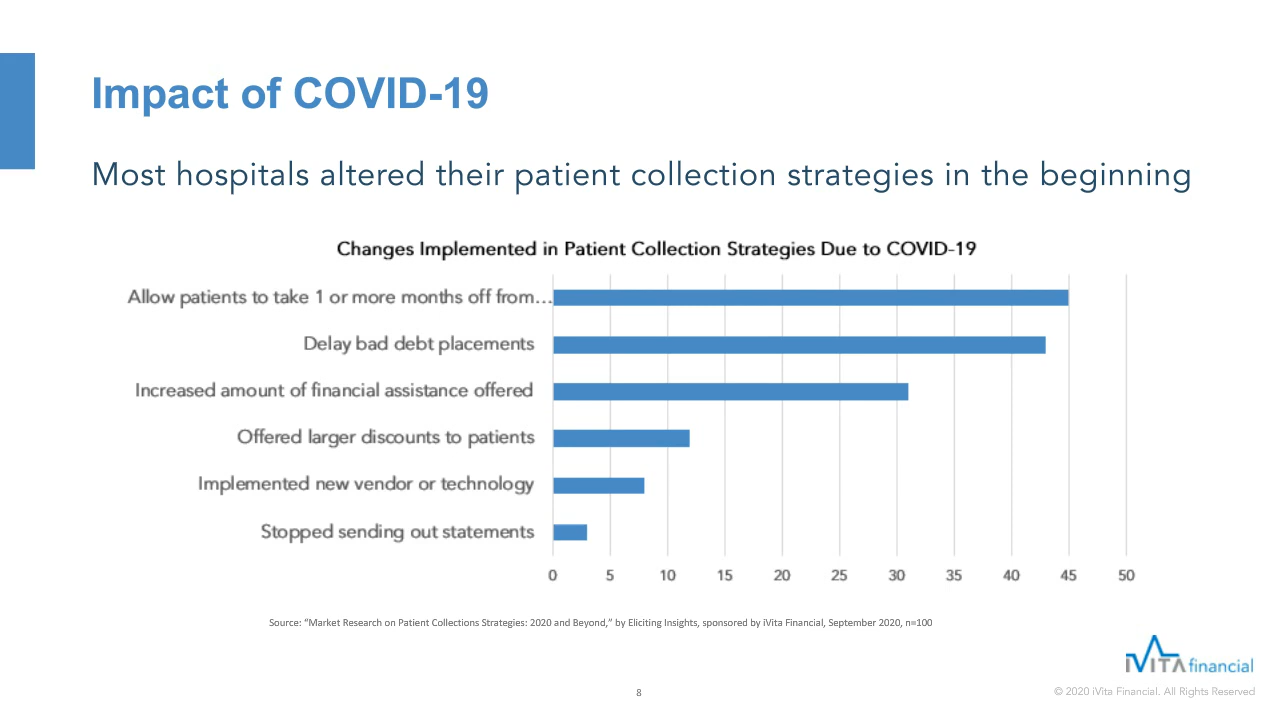 Impact of COVID-19
Most hospitals altered their patient collection strategies in the beginning
Changes Implemented in Patient Collection Strategies Due to COVID-19
Allow patients to take 1 or more months off from...
Delay bad debt placements
Increased amount of financial assistance offered
Offered larger discounts to patients
Implemented new vendor or technology
Stopped sending out statements
0 5 10 15 20 25 30 35 40 45 50
Source: “Market Research on Patient Collections Strategies: 2020 and Beyond,” by Eliciting Insights, sponsored by iVita Financial, September 2020, n=100
iVITA financial
8
© 2020 iVita Financial. All Rights Reserved